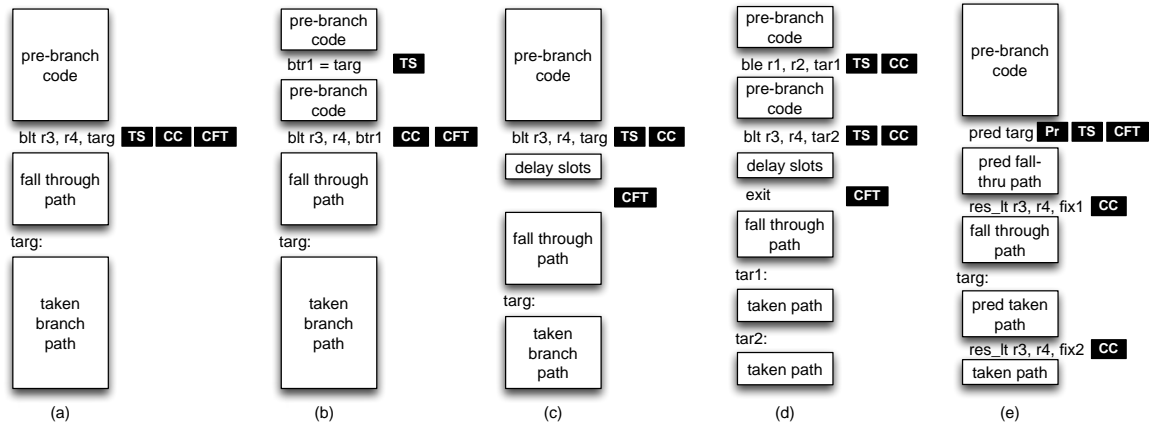 pre-branch
code
blt r3, r4, targ TS CC CFT
fall through
path
targ:
taken
branch
path
(a)
pre-branch
code
btr1 = targ TS
pre-branch
code
blt r3, r4, btr1 CC CFT
fall through
path
targ:
taken
branch
path
(b)
pre-branch
code
blt r3, r4, targ TS CC
delay slots
CFT
fall through
path
targ:
taken
branch
path
(c)
pre-branch
code
ble r1, r2, tar1 TS CC
pre-branch
code
blt r3, r4, tar2 TS CC
delay slots
exit CFT
fall through
path
tar1:
taken path
tar2:
taken path
(d)
pre-branch
code
pred targ Pr TS CFT
pred fall-
thru path
res_lt r3, r4, fix1 CC
fall through
path
targ:
pred taken
path
res_lt r3, r4, fix2 CC
taken path
(e)